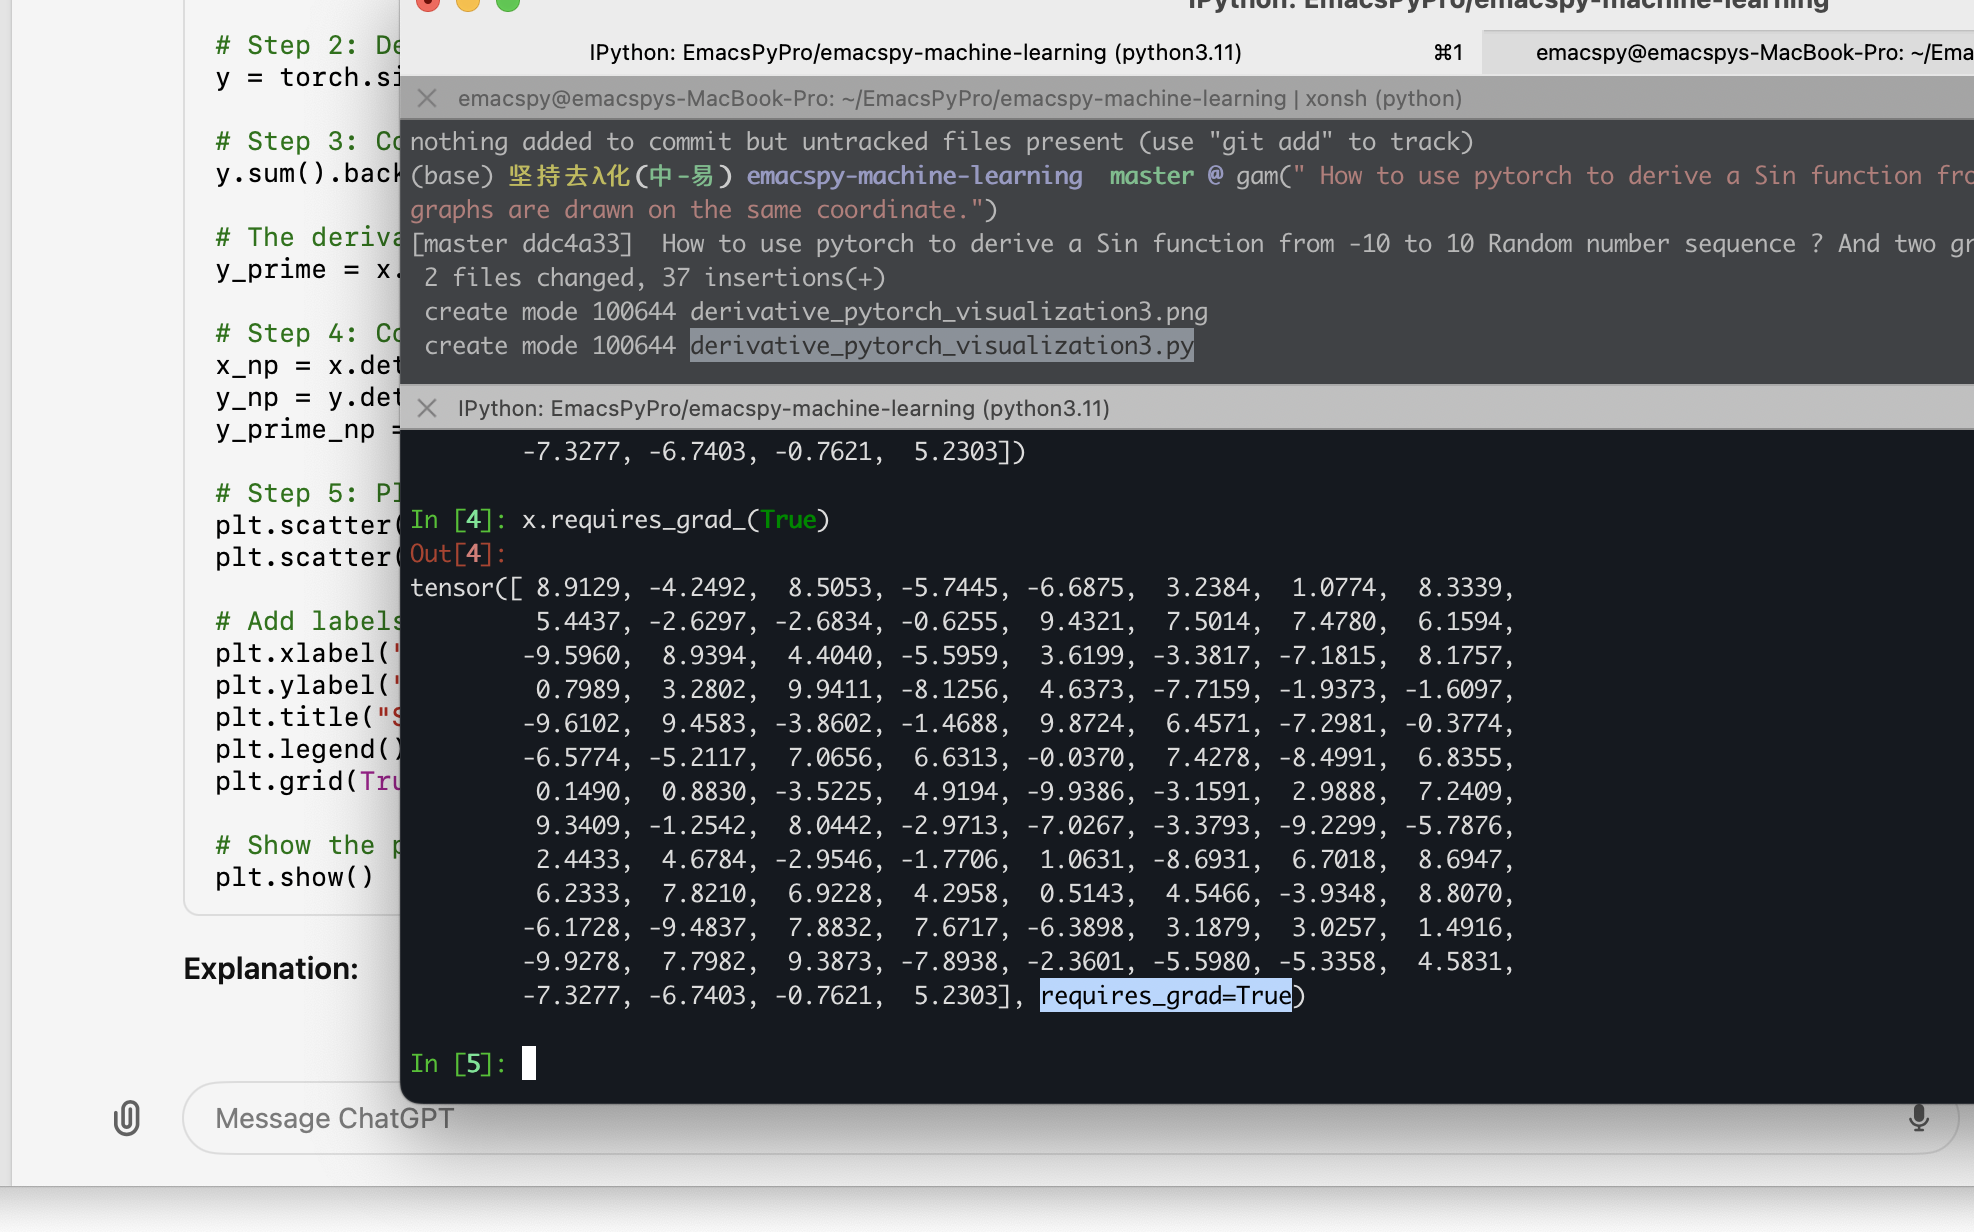 # Step 2: De
y = torch.si
# Step 3: Co
y.sum().back
# The deriva
y_prime = x.
# Step 4: Co
x_np = x.det
y_np = y.det
y_prime_np =
# Step 5: Pl
plt.scatter(
plt.scatter(
# Add labels
plt.xlabel("
plt.ylabel("
plt.title("S
plt.legend()
plt.grid(Tru
# Show the p
plt.show()
Explanation:
Message ChatGPT
IPython: EmacsPyPro/emacspy-machine-learning
IPython: EmacsPyPro/emacspy-machine-learning (python3.11) ⌘1 emacspy@emacspys-MacBook-Pro: ~/Ema
emacspy@emacspys-MacBook-Pro: ~/EmacsPyPro/emacspy-machine-learning | xonsh (python)
nothing added to commit but untracked files present (use "git add" to track)
(base) 坚持去λ化(中-易) emacspy-machine-learning master @ gam(" How to use pytorch to derive a Sin function fro
graphs are drawn on the same coordinate.")
[master ddc4a33] How to use pytorch to derive a Sin function from -10 to 10 Random number sequence ? And two gr
2 files changed, 37 insertions(+)
create mode 100644 derivative_pytorch_visualization3.png
create mode 100644 derivative_pytorch_visualization3.py
IPython: EmacsPyPro/emacspy-machine-learning (python3.11)
-7.3277, -6.7403, -0.7621, 5.2303])
In [4]: x.requires_grad_(True)
Out[4]:
tensor([ 8.9129, -4.2492, 8.5053, -5.7445, -6.6875, 3.2384, 1.0774, 8.3339,
5.4437, -2.6297, -2.6834, -0.6255, 9.4321, 7.5014, 7.4780, 6.1594,
-9.5960, 8.9394, 4.4040, -5.5959, 3.6199, -3.3817, -7.1815, 8.1757,
0.7989, 3.2802, 9.9411, -8.1256, 4.6373, -7.7159, -1.9373, -1.6097,
-9.6102, 9.4583, -3.8602, -1.4688, 9.8724, 6.4571, -7.2981, -0.3774,
-6.5774, -5.2117, 7.0656, 6.6313, -0.0370, 7.4278, -8.4991, 6.8355,
0.1490, 0.8830, -3.5225, 4.9194, -9.9386, -3.1591, 2.9888, 7.2409,
9.3409, -1.2542, 8.0442, -2.9713, -7.0267, -3.3793, -9.2299, -5.7876,
2.4433, 4.6784, -2.9546, -1.7706, 1.0631, -8.6931, 6.7018, 8.6947,
6.2333, 7.8210, 6.9228, 4.2958, 0.5143, 4.5466, -3.9348, 8.8070,
-6.1728, -9.4837, 7.8832, 7.6717, -6.3898, 3.1879, 3.0257, 1.4916,
-9.9278, 7.7982, 9.3873, -7.8938, -2.3601, -5.5980, -5.3358, 4.5831,
-7.3277, -6.7403, -0.7621, 5.2303], requires_grad=True)
In [5]: